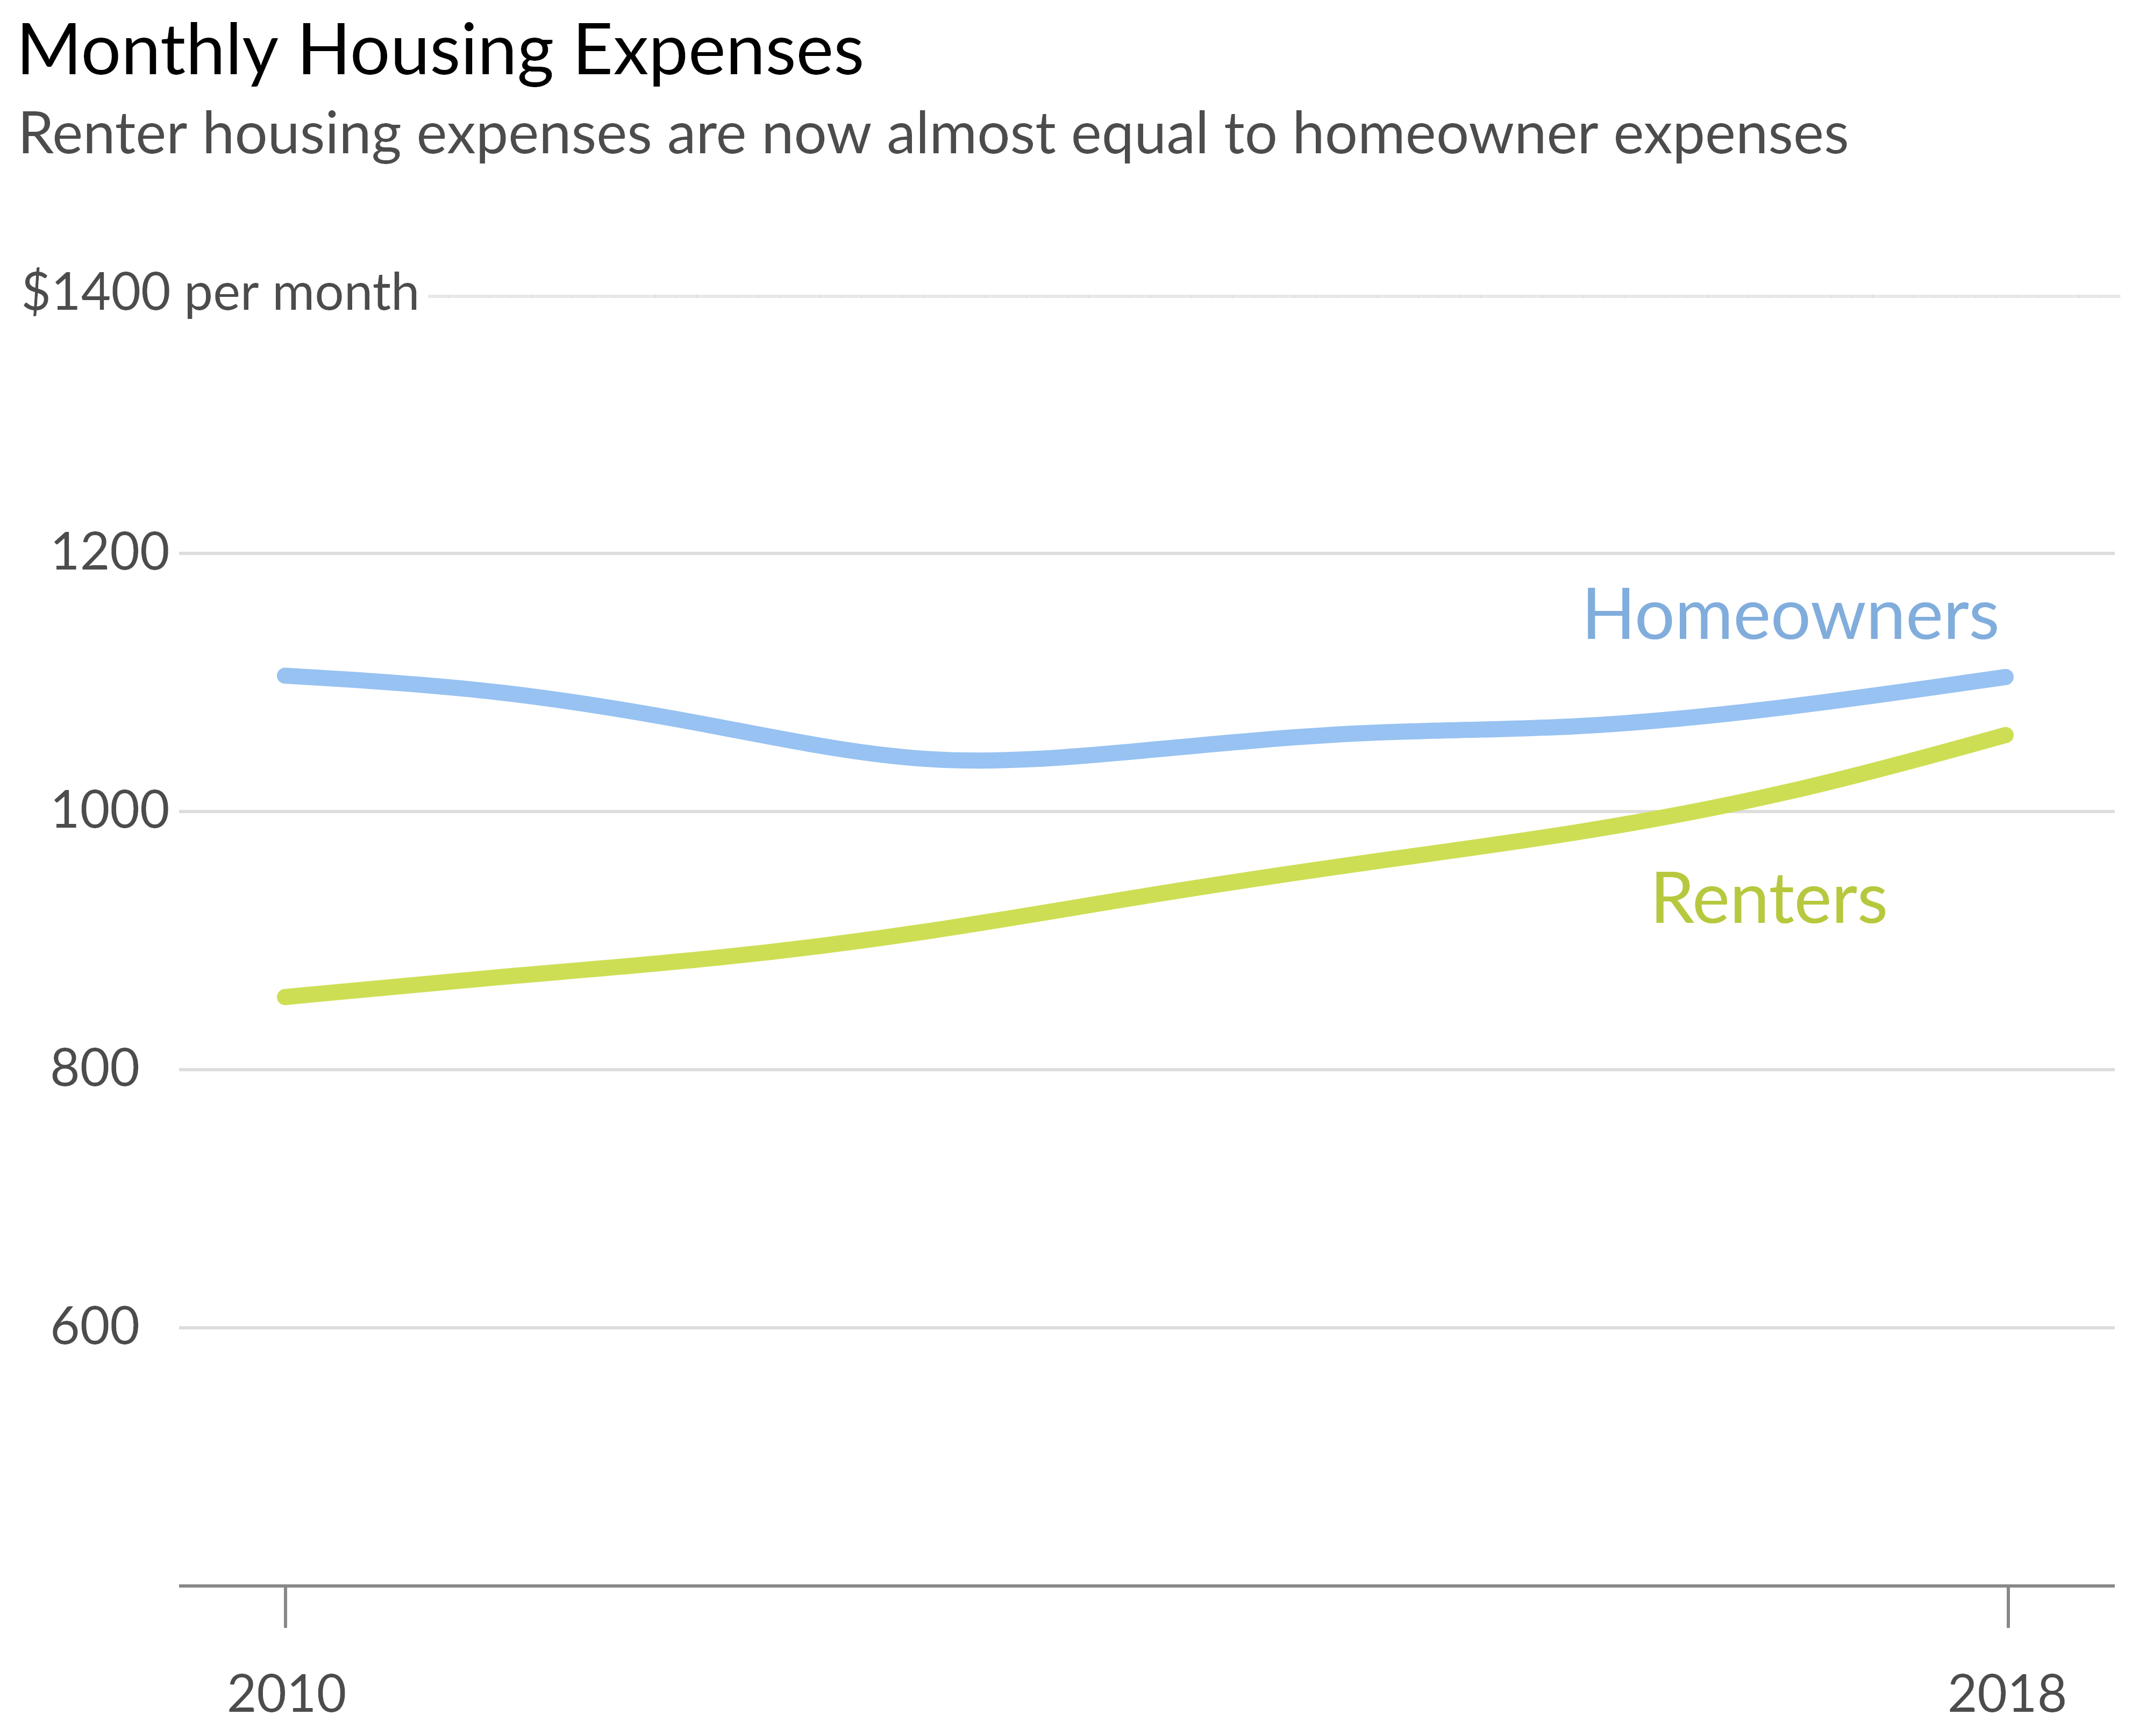 Monthly Housing Expenses
Renter housing expenses are now almost equal to homeowner expenses
$1400 per month
1200
Homeowners
1000
Renters
800
600
2010 2018